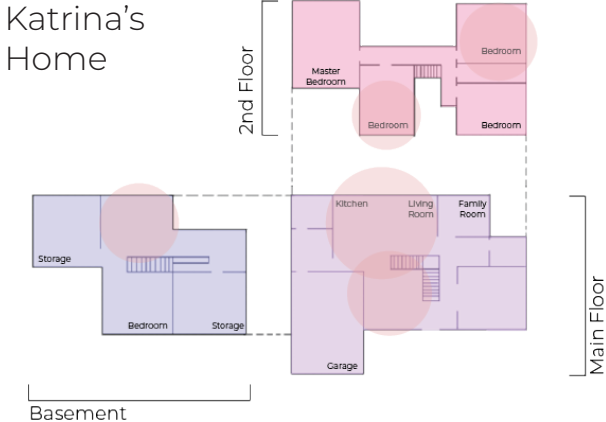 Katrina's
Home
2nd Floor
Master
Bedroom
Bedroom
Bedroom
Bedroom
Kitchen
Living
Room
Family
Room
Storage
Bedroom
Storage
Garage
Main Floor
Basement